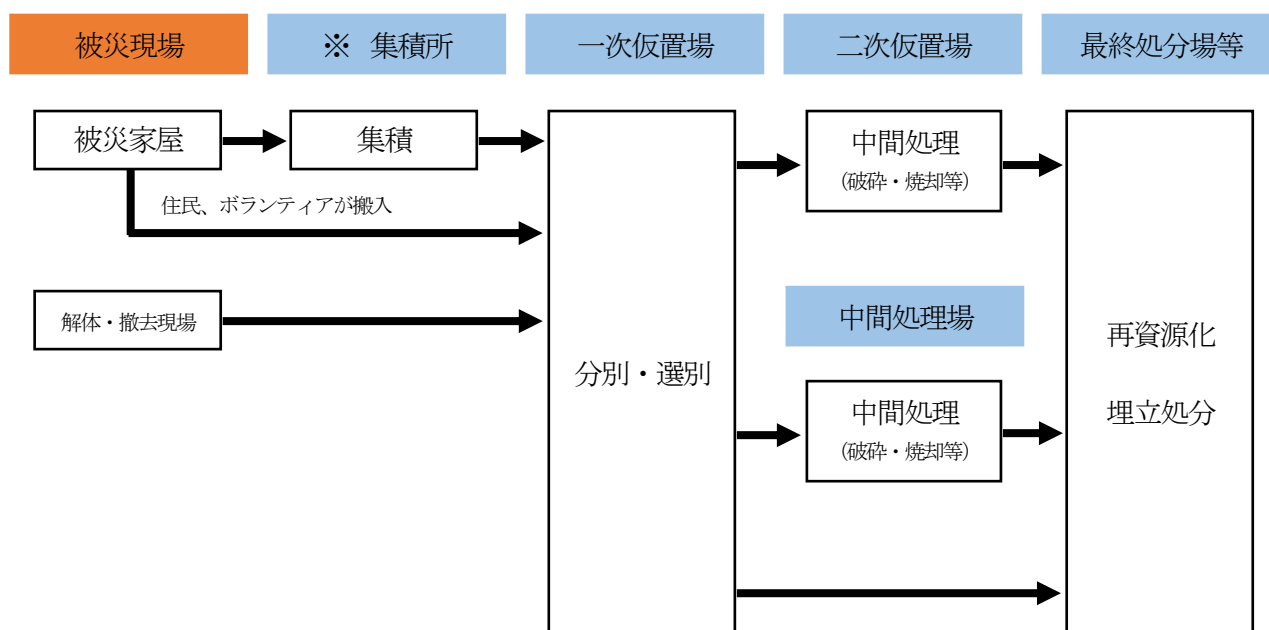 被災現場
※ 集積所
一次仮置場
二次仮置場
最終処分場等
被災家屋
集積
中間処理
(破砕・焼却等)
住民、ボランティアが搬入
解体・撤去現場
中間処理場
分別・選別
中間処理
(破砕・焼却等)
再資源化
埋立処分